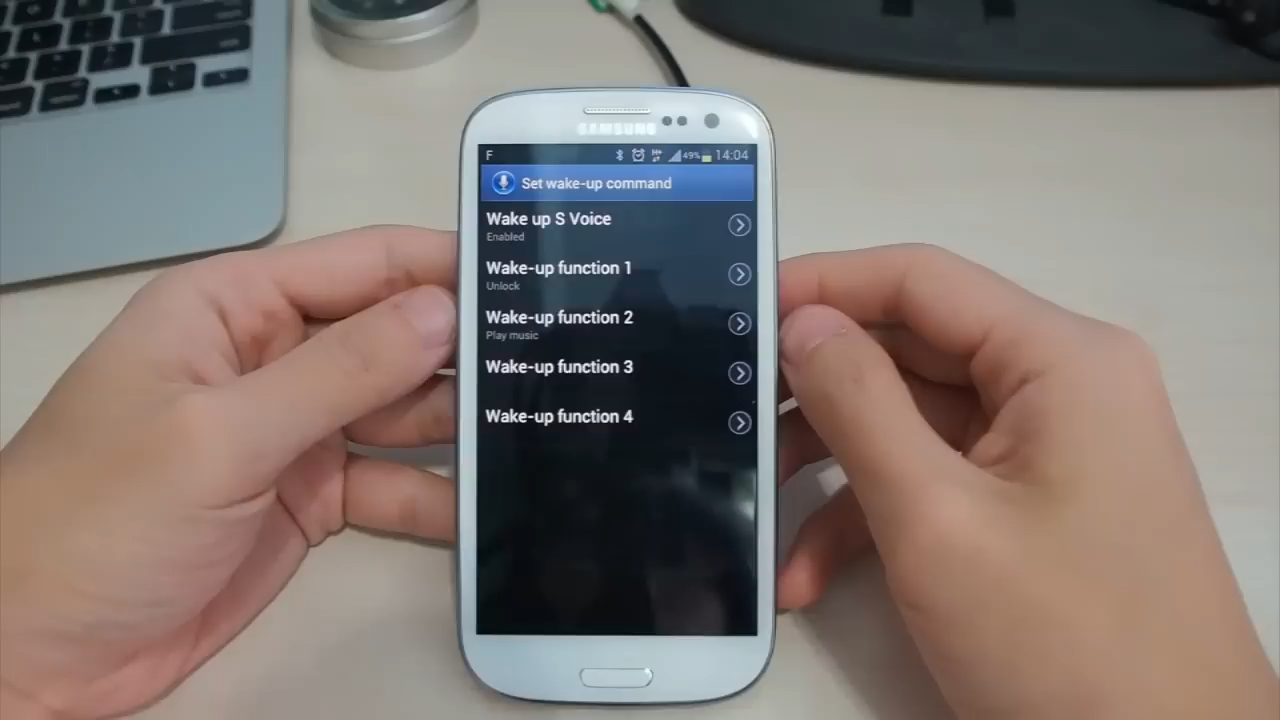 SAMSUNG
F 49% 14:04
Set wake-up command
Wake up S Voice
Enabled
Wake-up function 1
Unlock
Wake-up function 2
Play music
Wake-up function 3
Wake-up function 4